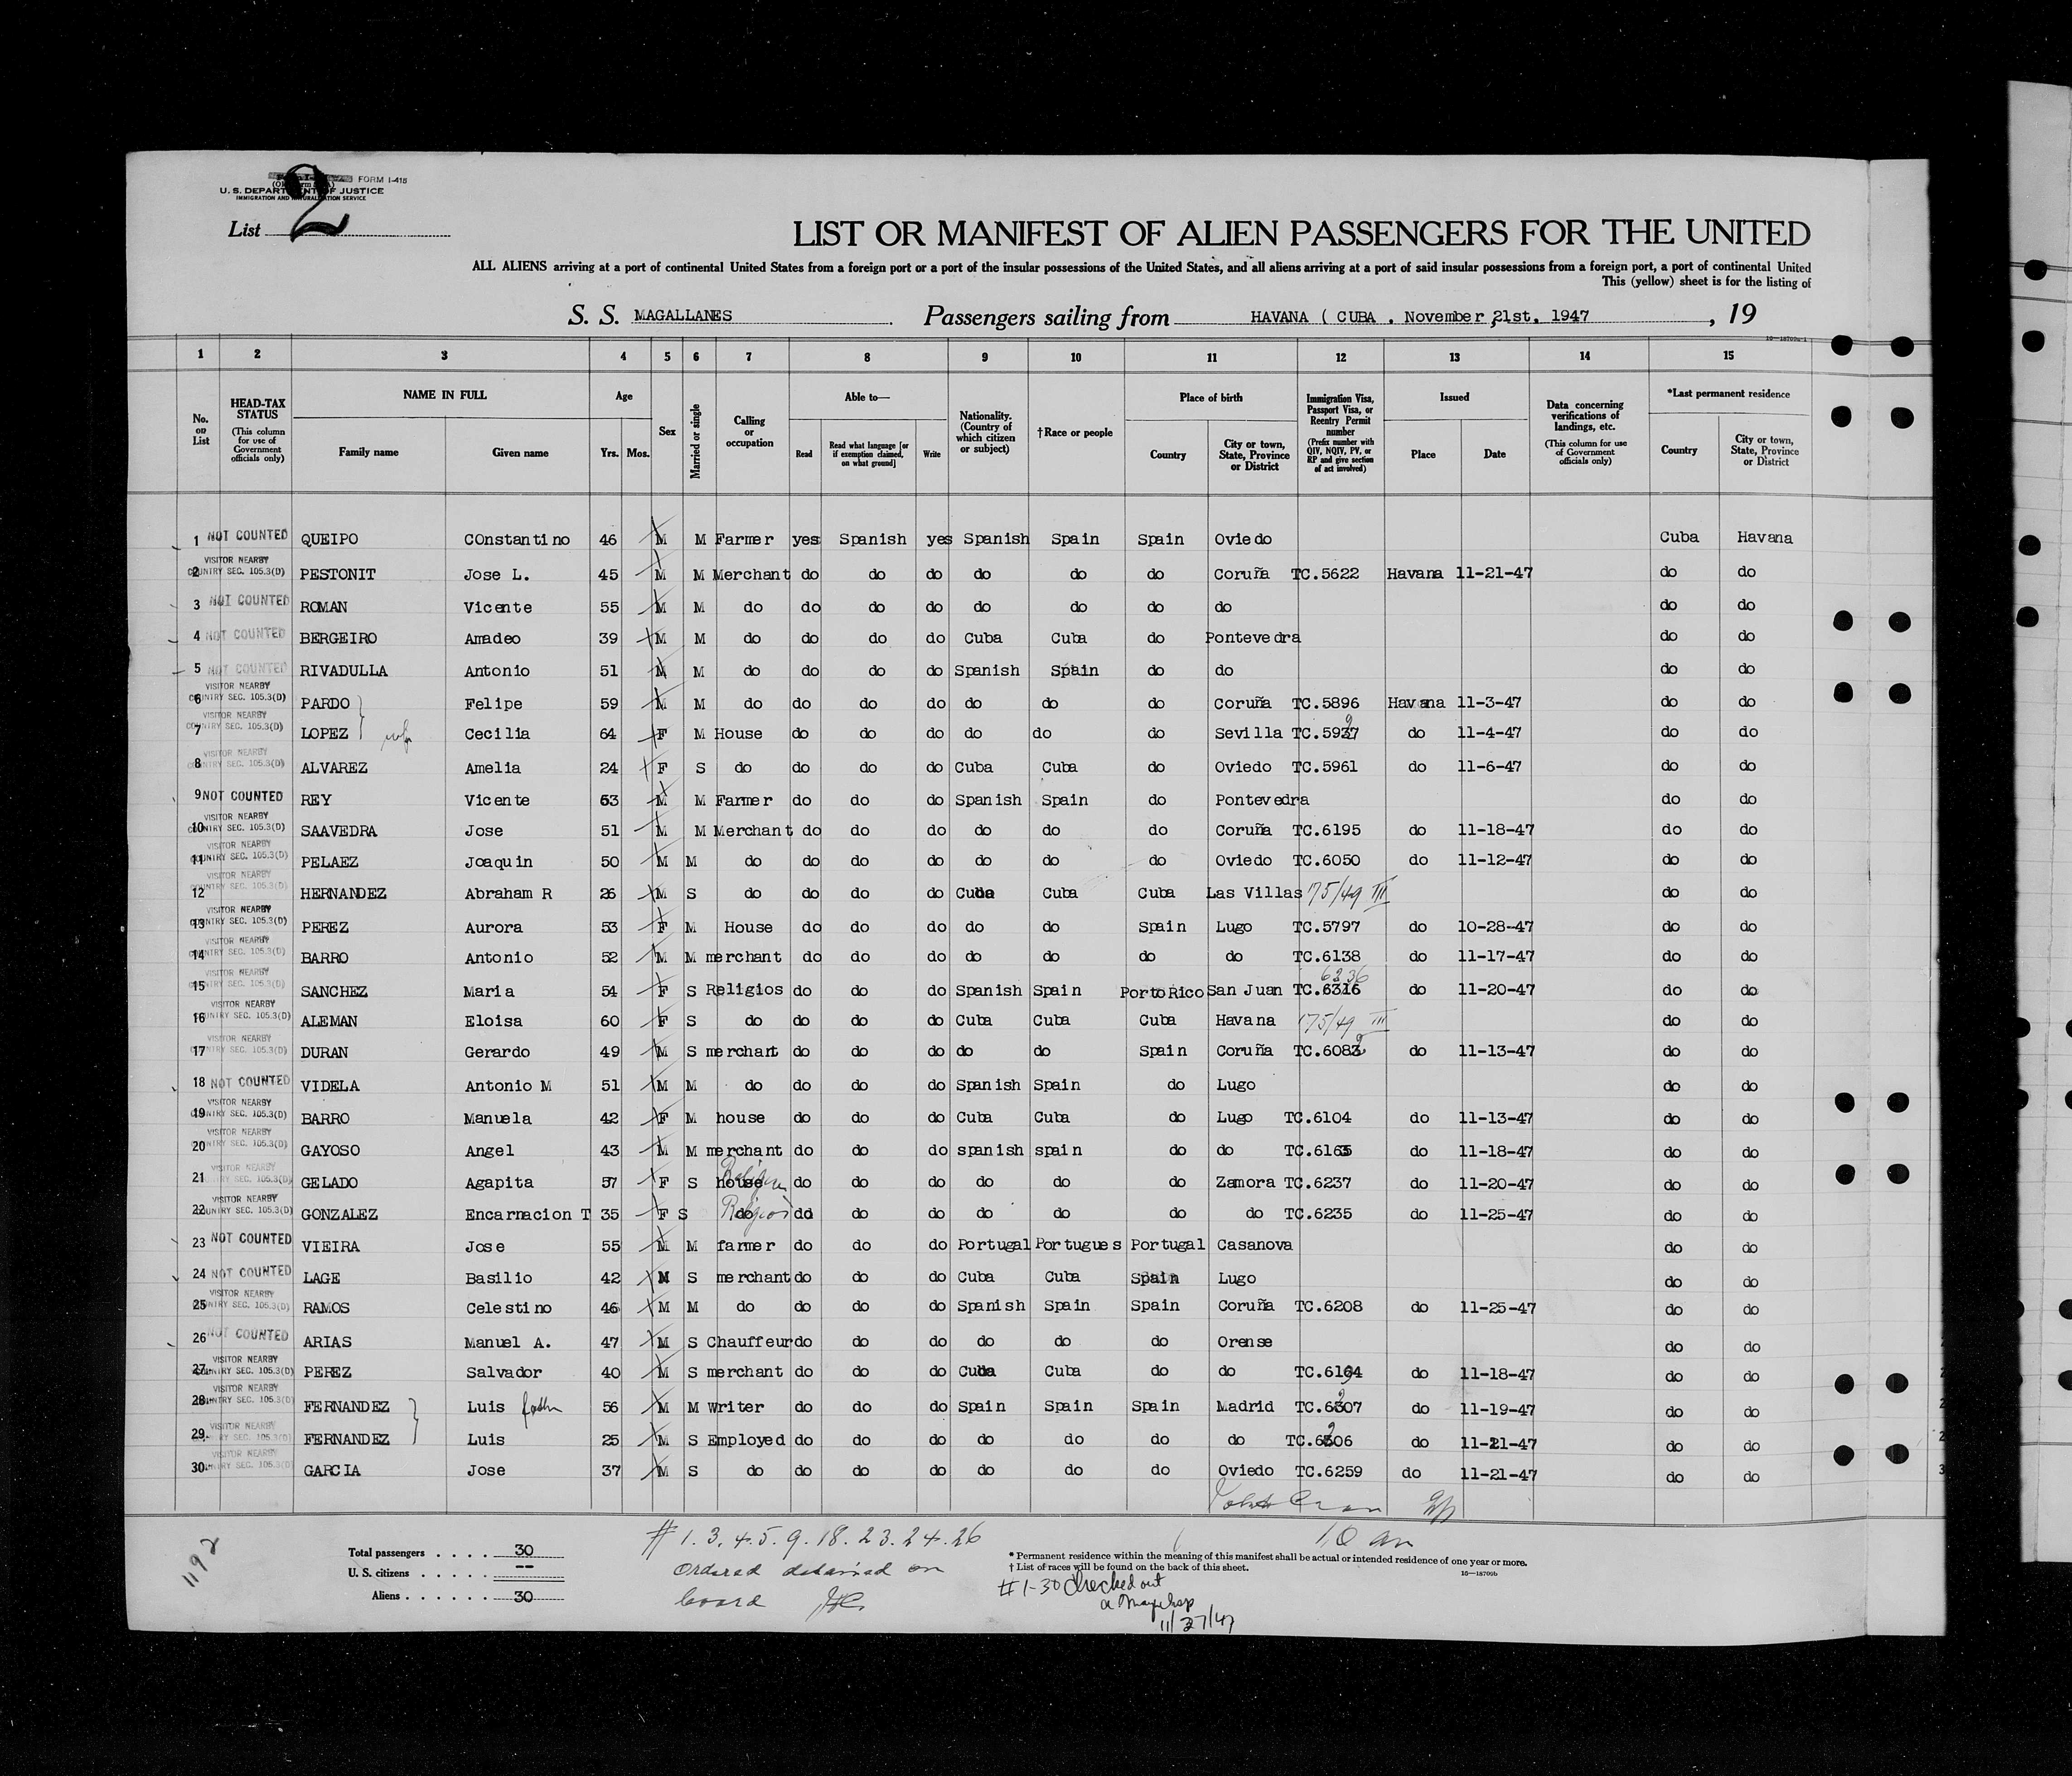 FORM I-415
U. S. DEPARTMENT OF JUSTICE
IMMIGRATION AND NATURALIZATION SERVICE
List 2
LIST OR MANIFEST OF ALIEN PASSENGERS FOR THE UNITED
ALL ALIENS arriving at a port of continental United States from a foreign port or a port of the insular possessions of the United States, and all aliens arriving at a port of said insular possessions from a foreign port, a port of continental United
This (yellow) sheet is for the listing of
S. S. MAGALLANES Passengers sailing from HAVANA ( CUBA . November 21st. 1947 , 19
1 2 3 4 5 6 7 8 9 10 11 12 13 14 15
No. on List
HEAD-TAX STATUS (This column for use of Government officials only)
NAME IN FULL Family name Given name
Age Yrs. Mos.
Sex
Married or single
Calling or occupation
Able to— Read Read what language [or if exemption claimed, on what ground] Write
Nationality. (Country of which citizen or subject)
†Race or people
Place of birth Country City or town, State, Province or District
Immigration Visa, Passport Visa, or Reentry Permit number (Prefix number with QIV, NQIV, PV, or RP and give section of act involved)
Issued Place Date
Data concerning verifications of landings, etc. (This column for use of Government officials only)
*Last permanent residence Country City or town, State, Province or District
1 NOT COUNTED QUEIPO COnstantino 46 M M Farmer yes Spanish yes Spanish Spain Spain Oviedo Cuba Havana
2 VISITOR NEARBY COUNTRY SEC. 105.3(D) PESTONIT Jose L. 45 M M Merchant do do do do do do Coruña TC.5622 Havana 11-21-47 do do
3 NOT COUNTED ROMAN Vicente 55 M M do do do do do do do do do do
4 NOT COUNTED BERGEIRO Amadeo 39 M M do do do do Cuba Cuba do Pontevedra do do
5 NOT COUNTED RIVADULLA Antonio 51 M M do do do do Spanish Spain do do do do
6 VISITOR NEARBY COUNTRY SEC. 105.3(D) PARDO Felipe 59 M M do do do do do do do Coruña TC.5896 Havana 11-3-47 do do
7 VISITOR NEARBY COUNTRY SEC. 105.3(D) LOPEZ Cecilia 64 F M House do do do do do do Sevilla TC.5927 do 11-4-47 do do
8 VISITOR NEARBY COUNTRY SEC. 105.3(D) ALVAREZ Amelia 24 F S do do do do Cuba Cuba do Oviedo TC.5961 do 11-6-47 do do
9 NOT COUNTED REY Vicente 63 M M Farmer do do do Spanish Spain do Pontevedra do do
10 VISITOR NEARBY COUNTRY SEC. 105.3(D) SAAVEDRA Jose 51 M M Merchant do do do do do do Coruña TC.6195 do 11-18-47 do do
11 VISITOR NEARBY COUNTRY SEC. 105.3(D) PELAEZ Joaquin 50 M M do do do do do do do Oviedo TC.6050 do 11-12-47 do do
12 VISITOR NEARBY COUNTRY SEC. 105.3(D) HERNANDEZ Abraham R 26 M S do do do do Cuba Cuba Cuba Las Villas 175/49 III do do
13 VISITOR NEARBY COUNTRY SEC. 105.3(D) PEREZ Aurora 53 F M House do do do do do Spain Lugo TC.5797 do 10-28-47 do do
14 VISITOR NEARBY COUNTRY SEC. 105.3(D) BARRO Antonio 52 M M merchant do do do do do do do TC.6138 do 11-17-47 do do
15 VISITOR NEARBY COUNTRY SEC. 105.3(D) SANCHEZ Maria 54 F S Religios do do do Spanish Spain Porto Rico San Juan TC.6316 6236 do 11-20-47 do do
16 VISITOR NEARBY COUNTRY SEC. 105.3(D) ALEMAN Eloisa 60 F S do do do do Cuba Cuba Cuba Havana 175/49 III do do
17 VISITOR NEARBY COUNTRY SEC. 105.3(D) DURAN Gerardo 49 M S merchant do do do do do Spain Coruña TC.6082 do 11-13-47 do do
18 NOT COUNTED VIDELA Antonio M 51 M M do do do do Spanish Spain do Lugo do do
19 VISITOR NEARBY COUNTRY SEC. 105.3(D) BARRO Manuela 42 F M house do do do Cuba Cuba do Lugo TC.6104 do 11-13-47 do do
20 VISITOR NEARBY COUNTRY SEC. 105.3(D) GAYOSO Angel 43 M M merchant do do do spanish spain do do TC.6165 do 11-18-47 do do
21 VISITOR NEARBY COUNTRY SEC. 105.3(D) GELADO Agapita 57 F S house do do do do do do Zamora TC.6237 do 11-20-47 do do
22 VISITOR NEARBY COUNTRY SEC. 105.3(D) GONZALEZ Encarnacion T 35 F S do Religios do do do do do do do TC.6235 do 11-25-47 do do
23 NOT COUNTED VIEIRA Jose 55 M M farmer do do do Portugal Portugues Portugal Casanova do do
24 NOT COUNTED LAGE Basilio 42 M S merchant do do do Cuba Cuba Spain Lugo do do
25 VISITOR NEARBY COUNTRY SEC. 105.3(D) RAMOS Celestino 46 M M do do do do Spanish Spain Spain Coruña TC.6208 do 11-25-47 do do
26 NOT COUNTED ARIAS Manuel A. 47 M S Chauffeur do do do do do do Orense do do
27 VISITOR NEARBY COUNTRY SEC. 105.3(D) PEREZ Salvador 40 M S merchant do do do Cuba Cuba do do TC.6194 do 11-18-47 do do
28 VISITOR NEARBY COUNTRY SEC. 105.3(D) FERNANDEZ Luis father 56 M M Writer do do do Spain Spain Spain Madrid TC.6207 do 11-19-47 do do
29 VISITOR NEARBY COUNTRY SEC. 105.3(D) FERNANDEZ Luis 25 M S Employed do do do do do do do TC.6206 do 11-21-47 do do
30 VISITOR NEARBY COUNTRY SEC. 105.3(D) GARCIA Jose 37 M S do do do do do do do Oviedo TC.6259 do 11-21-47 do do
10 am
1192
Total passengers . . . . 30
U. S. citizens . . . . . --
Aliens . . . . . . 30
# 1. 3. 4. 5. 9. 18. 23. 24. 26
ordered detained on
board
* Permanent residence within the meaning of this manifest shall be actual or intended residence of one year or more.
† List of races will be found on the back of this sheet.
16—18709b
# 1-30 checked out
11/27/47